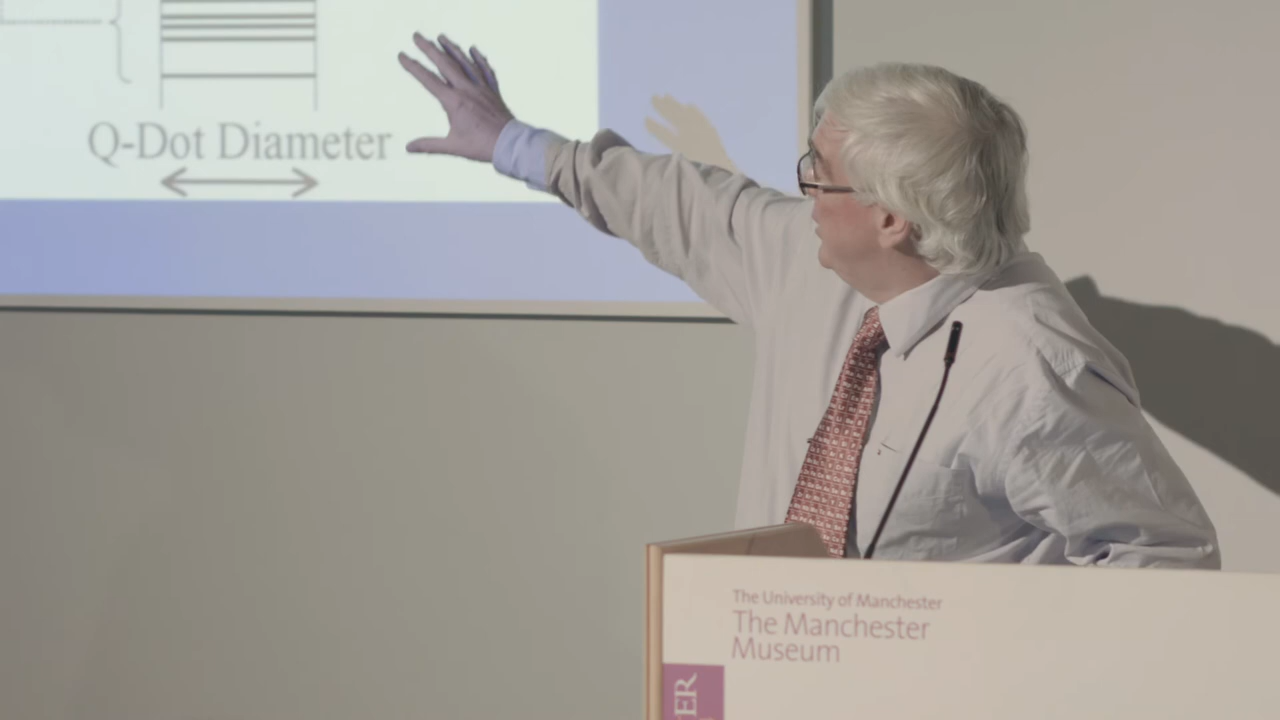 Q-Dot Diameter
The University of Manchester
The Manchester
Museum